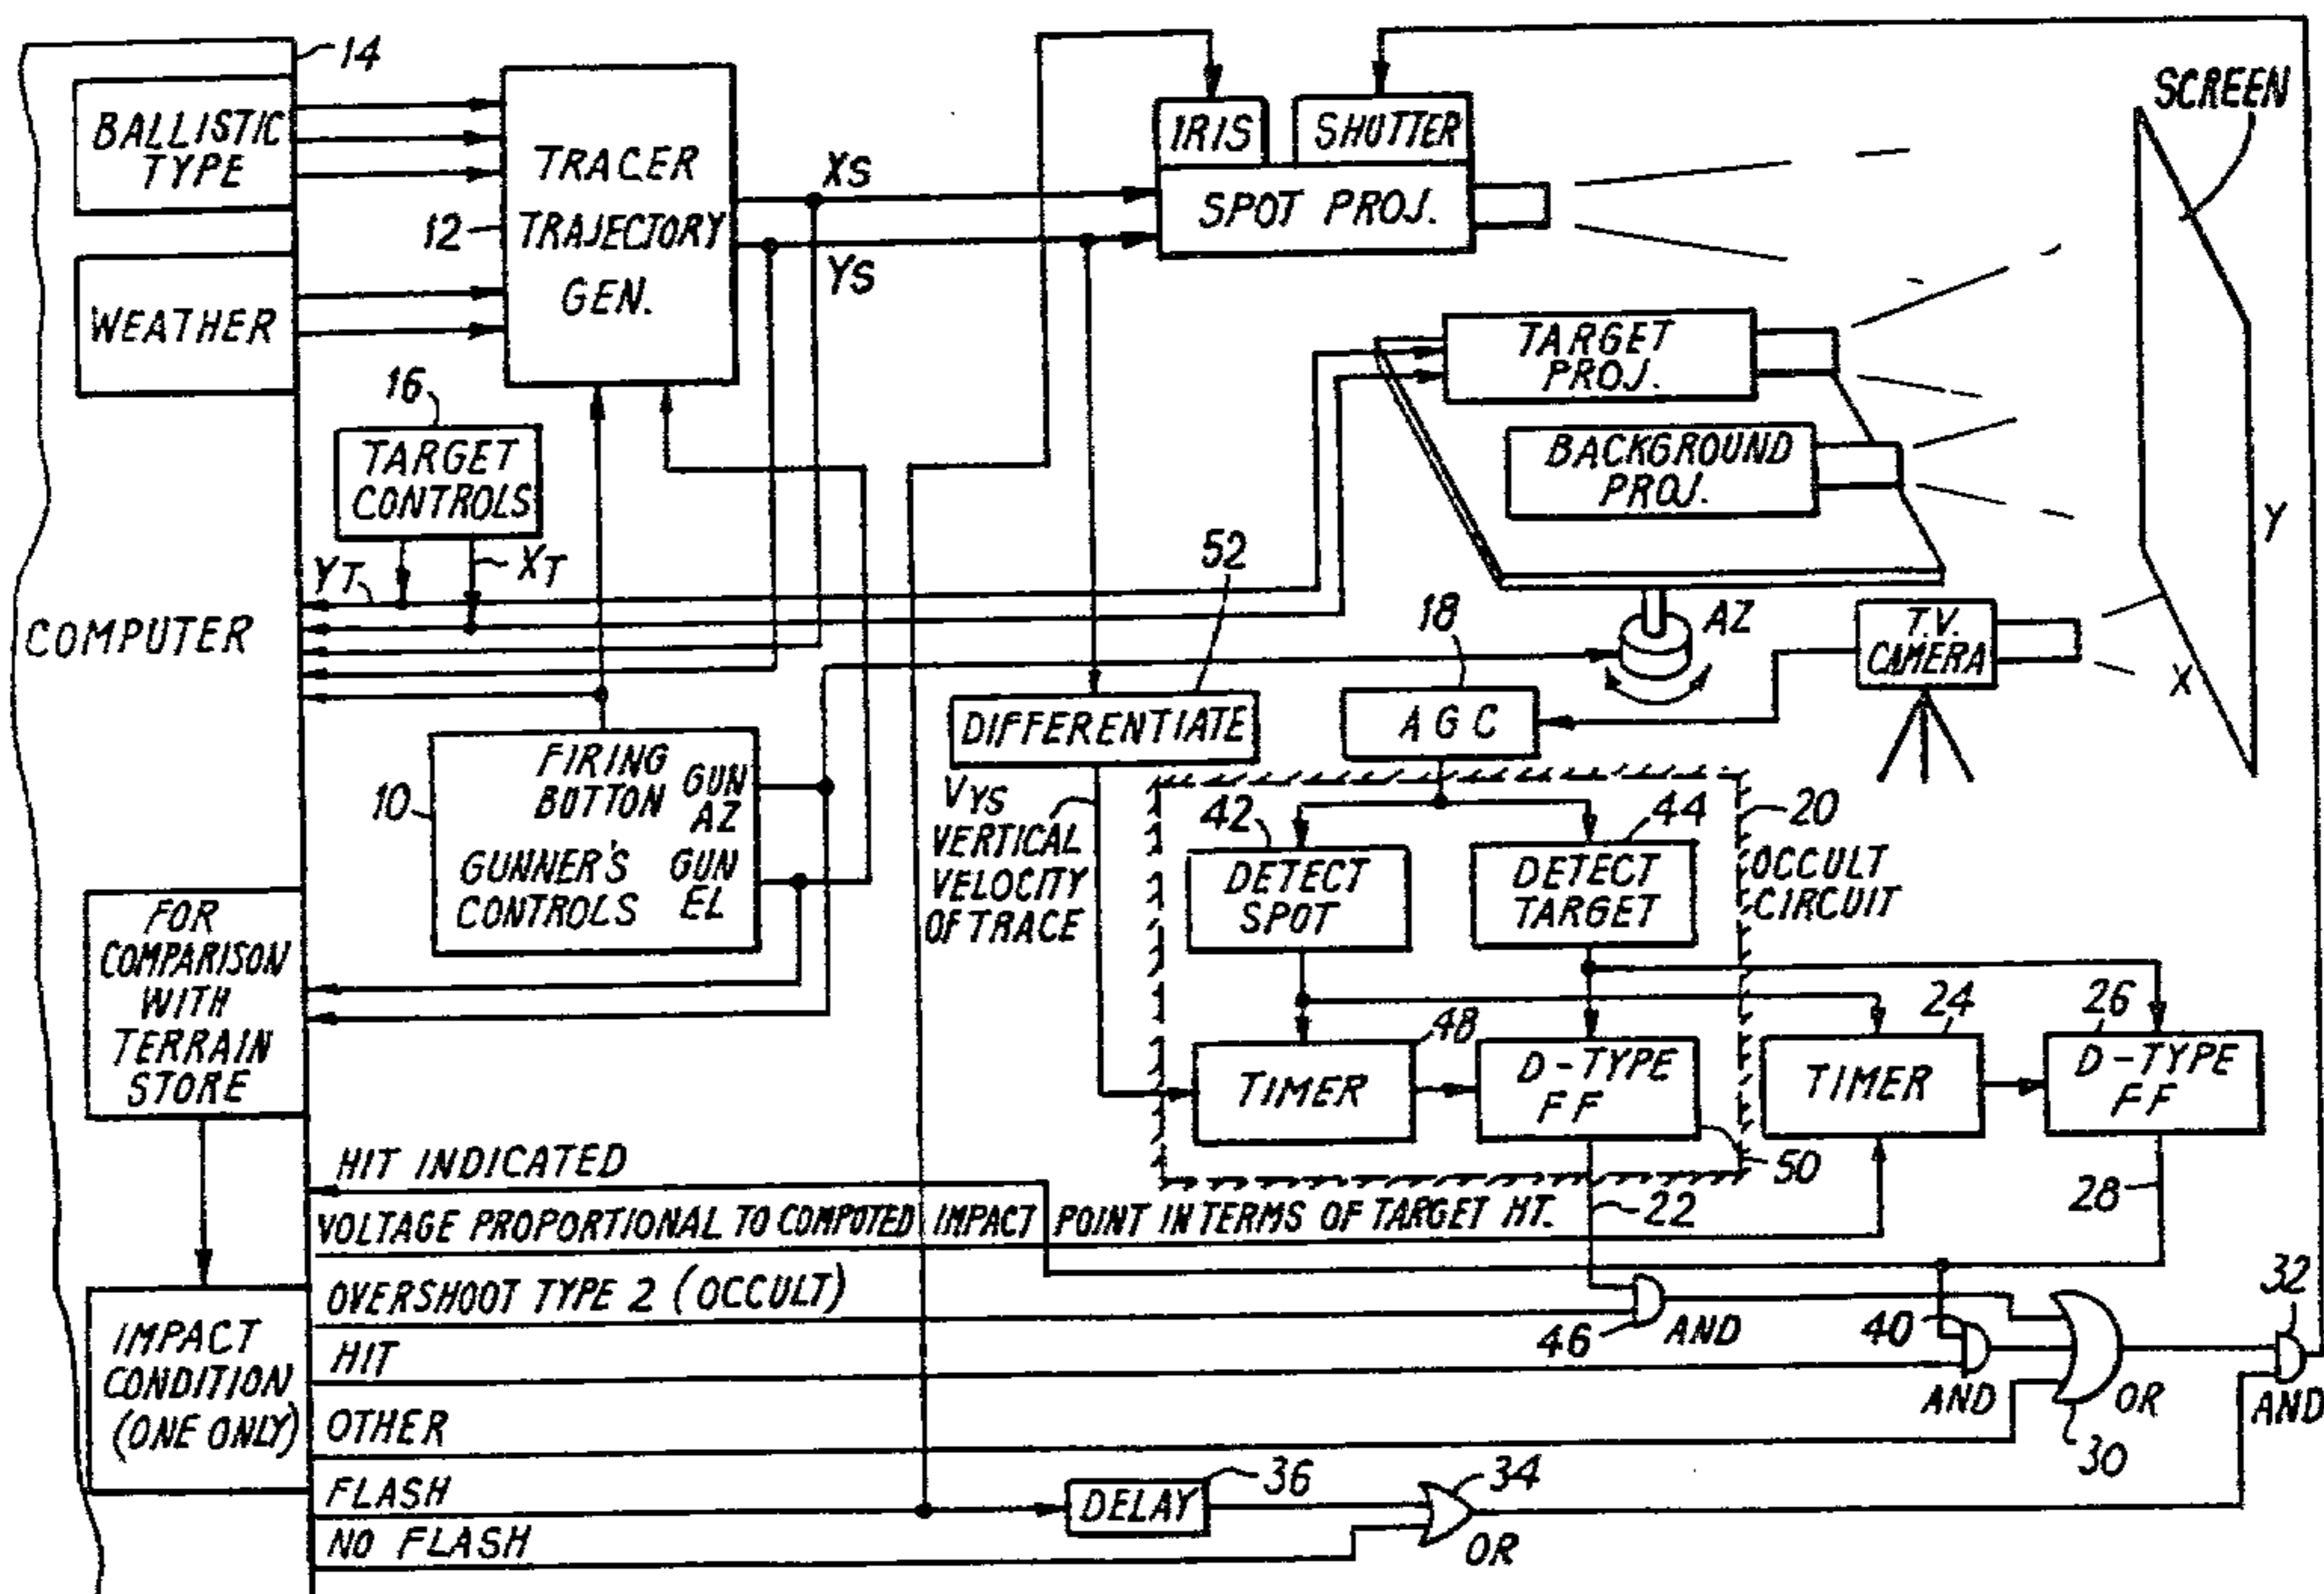 14
BALLISTIC
TYPE
TRACER
TRAJECTORY
GEN.
12
XS
YS
IRIS
SHUTTER
SPOT PROJ.
SCREEN
WEATHER
16
TARGET
CONTROLS
YT
XT
TARGET
PROJ.
BACKGROUND
PROJ.
Y
X
COMPUTER
52
18
AZ
T.V.
CAMERA
DIFFERENTIATE
AGC
FIRING
BUTTON
GUN
AZ
10
GUNNER'S
CONTROLS
GUN
EL
VYS
VERTICAL
VELOCITY
OF TRACE
42
44
20
OCCULT
CIRCUIT
DETECT
SPOT
DETECT
TARGET
FOR
COMPARISON
WITH
TERRAIN
STORE
48
24
26
TIMER
D-TYPE
FF
TIMER
D-TYPE
FF
50
HIT INDICATED
22
28
VOLTAGE PROPORTIONAL TO COMPUTED IMPACT POINT IN TERMS OF TARGET HT.
OVERSHOOT TYPE 2 (OCCULT)
46
AND
40
32
IMPACT
CONDITION
(ONE ONLY)
HIT
AND
OR
AND
OTHER
30
FLASH
DELAY
36
34
NO FLASH
OR